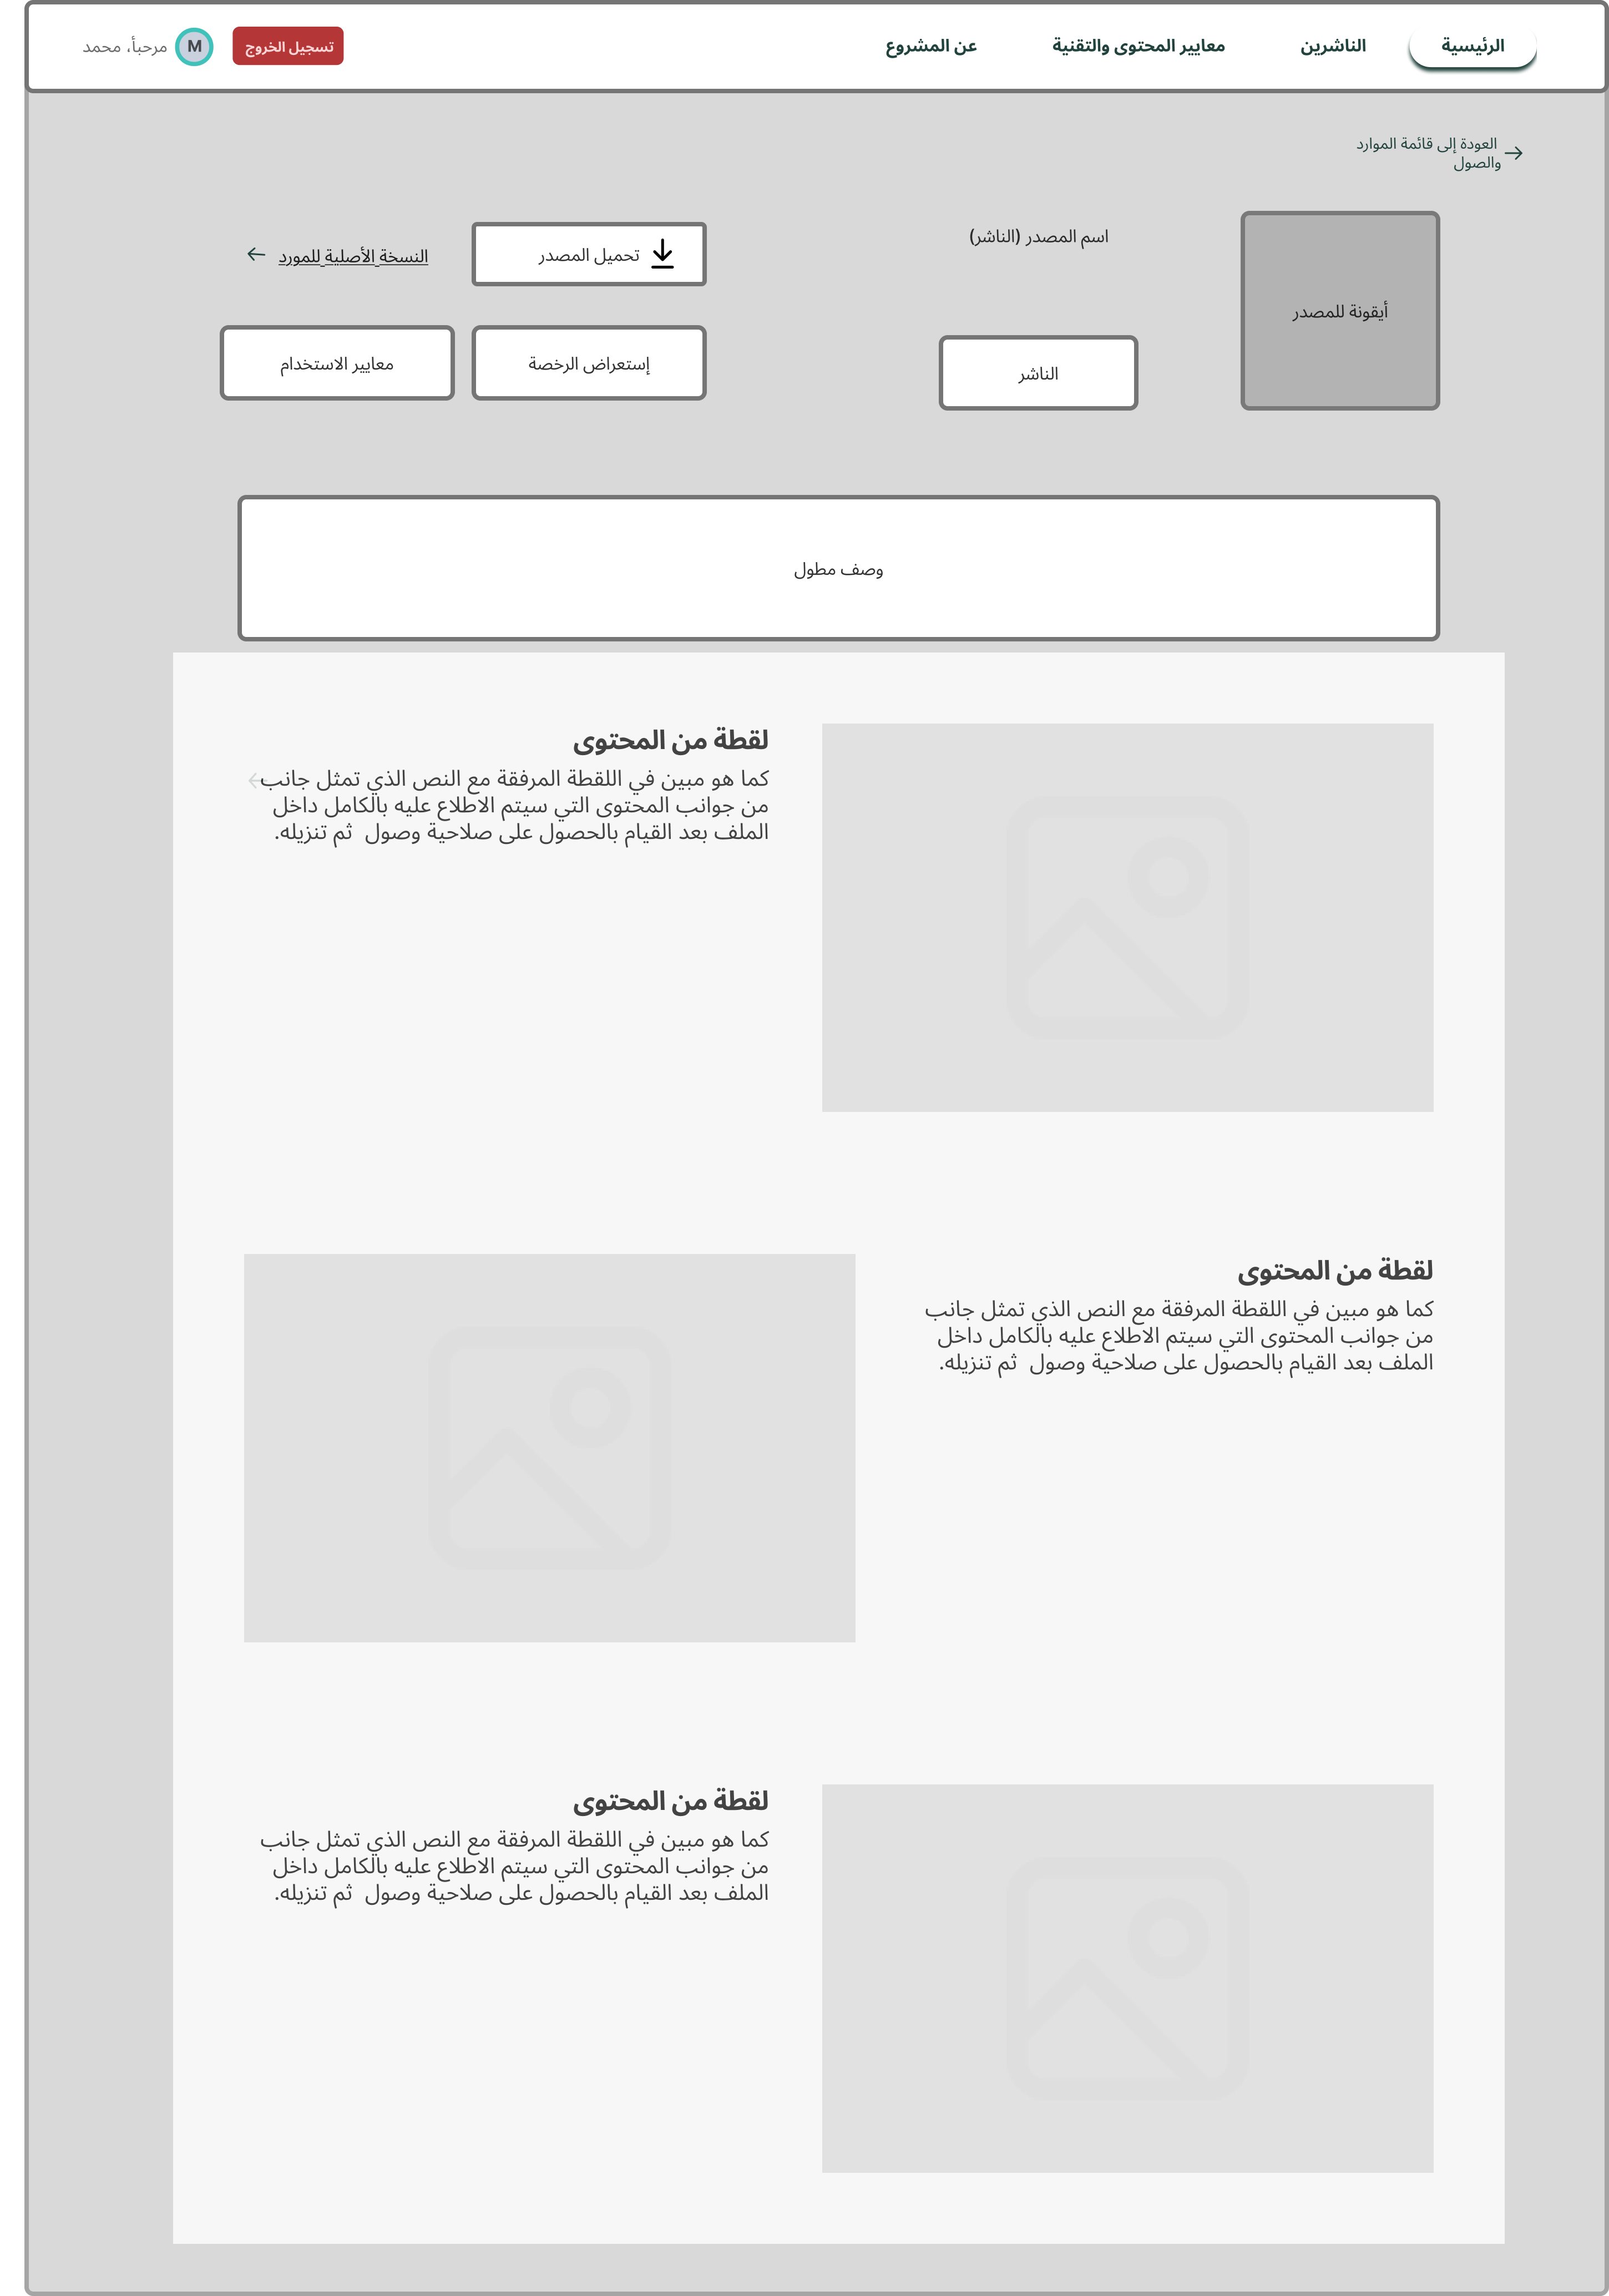 الرئيسية
الناشرين
معايير المحتوى والتقنية
عن المشروع
تسجيل الخروج
M
مرحبأ، محمد
العودة إلى قائمة الموارد
والصول
أيقونة للمصدر
اسم المصدر (الناشر)
الناشر
تحميل المصدر
النسخة الأصلية للمورد
إستعراض الرخصة
معايير الاستخدام
وصف مطول
لقطة من المحتوى
كما هو مبين في اللقطة المرفقة مع النص الذي تمثل جانب
من جوانب المحتوى التي سيتم الاطلاع عليه بالكامل داخل
الملف بعد القيام بالحصول على صلاحية وصول  ثم تنزيله.
لقطة من المحتوى
كما هو مبين في اللقطة المرفقة مع النص الذي تمثل جانب
من جوانب المحتوى التي سيتم الاطلاع عليه بالكامل داخل
الملف بعد القيام بالحصول على صلاحية وصول  ثم تنزيله.
لقطة من المحتوى
كما هو مبين في اللقطة المرفقة مع النص الذي تمثل جانب
من جوانب المحتوى التي سيتم الاطلاع عليه بالكامل داخل
الملف بعد القيام بالحصول على صلاحية وصول  ثم تنزيله.